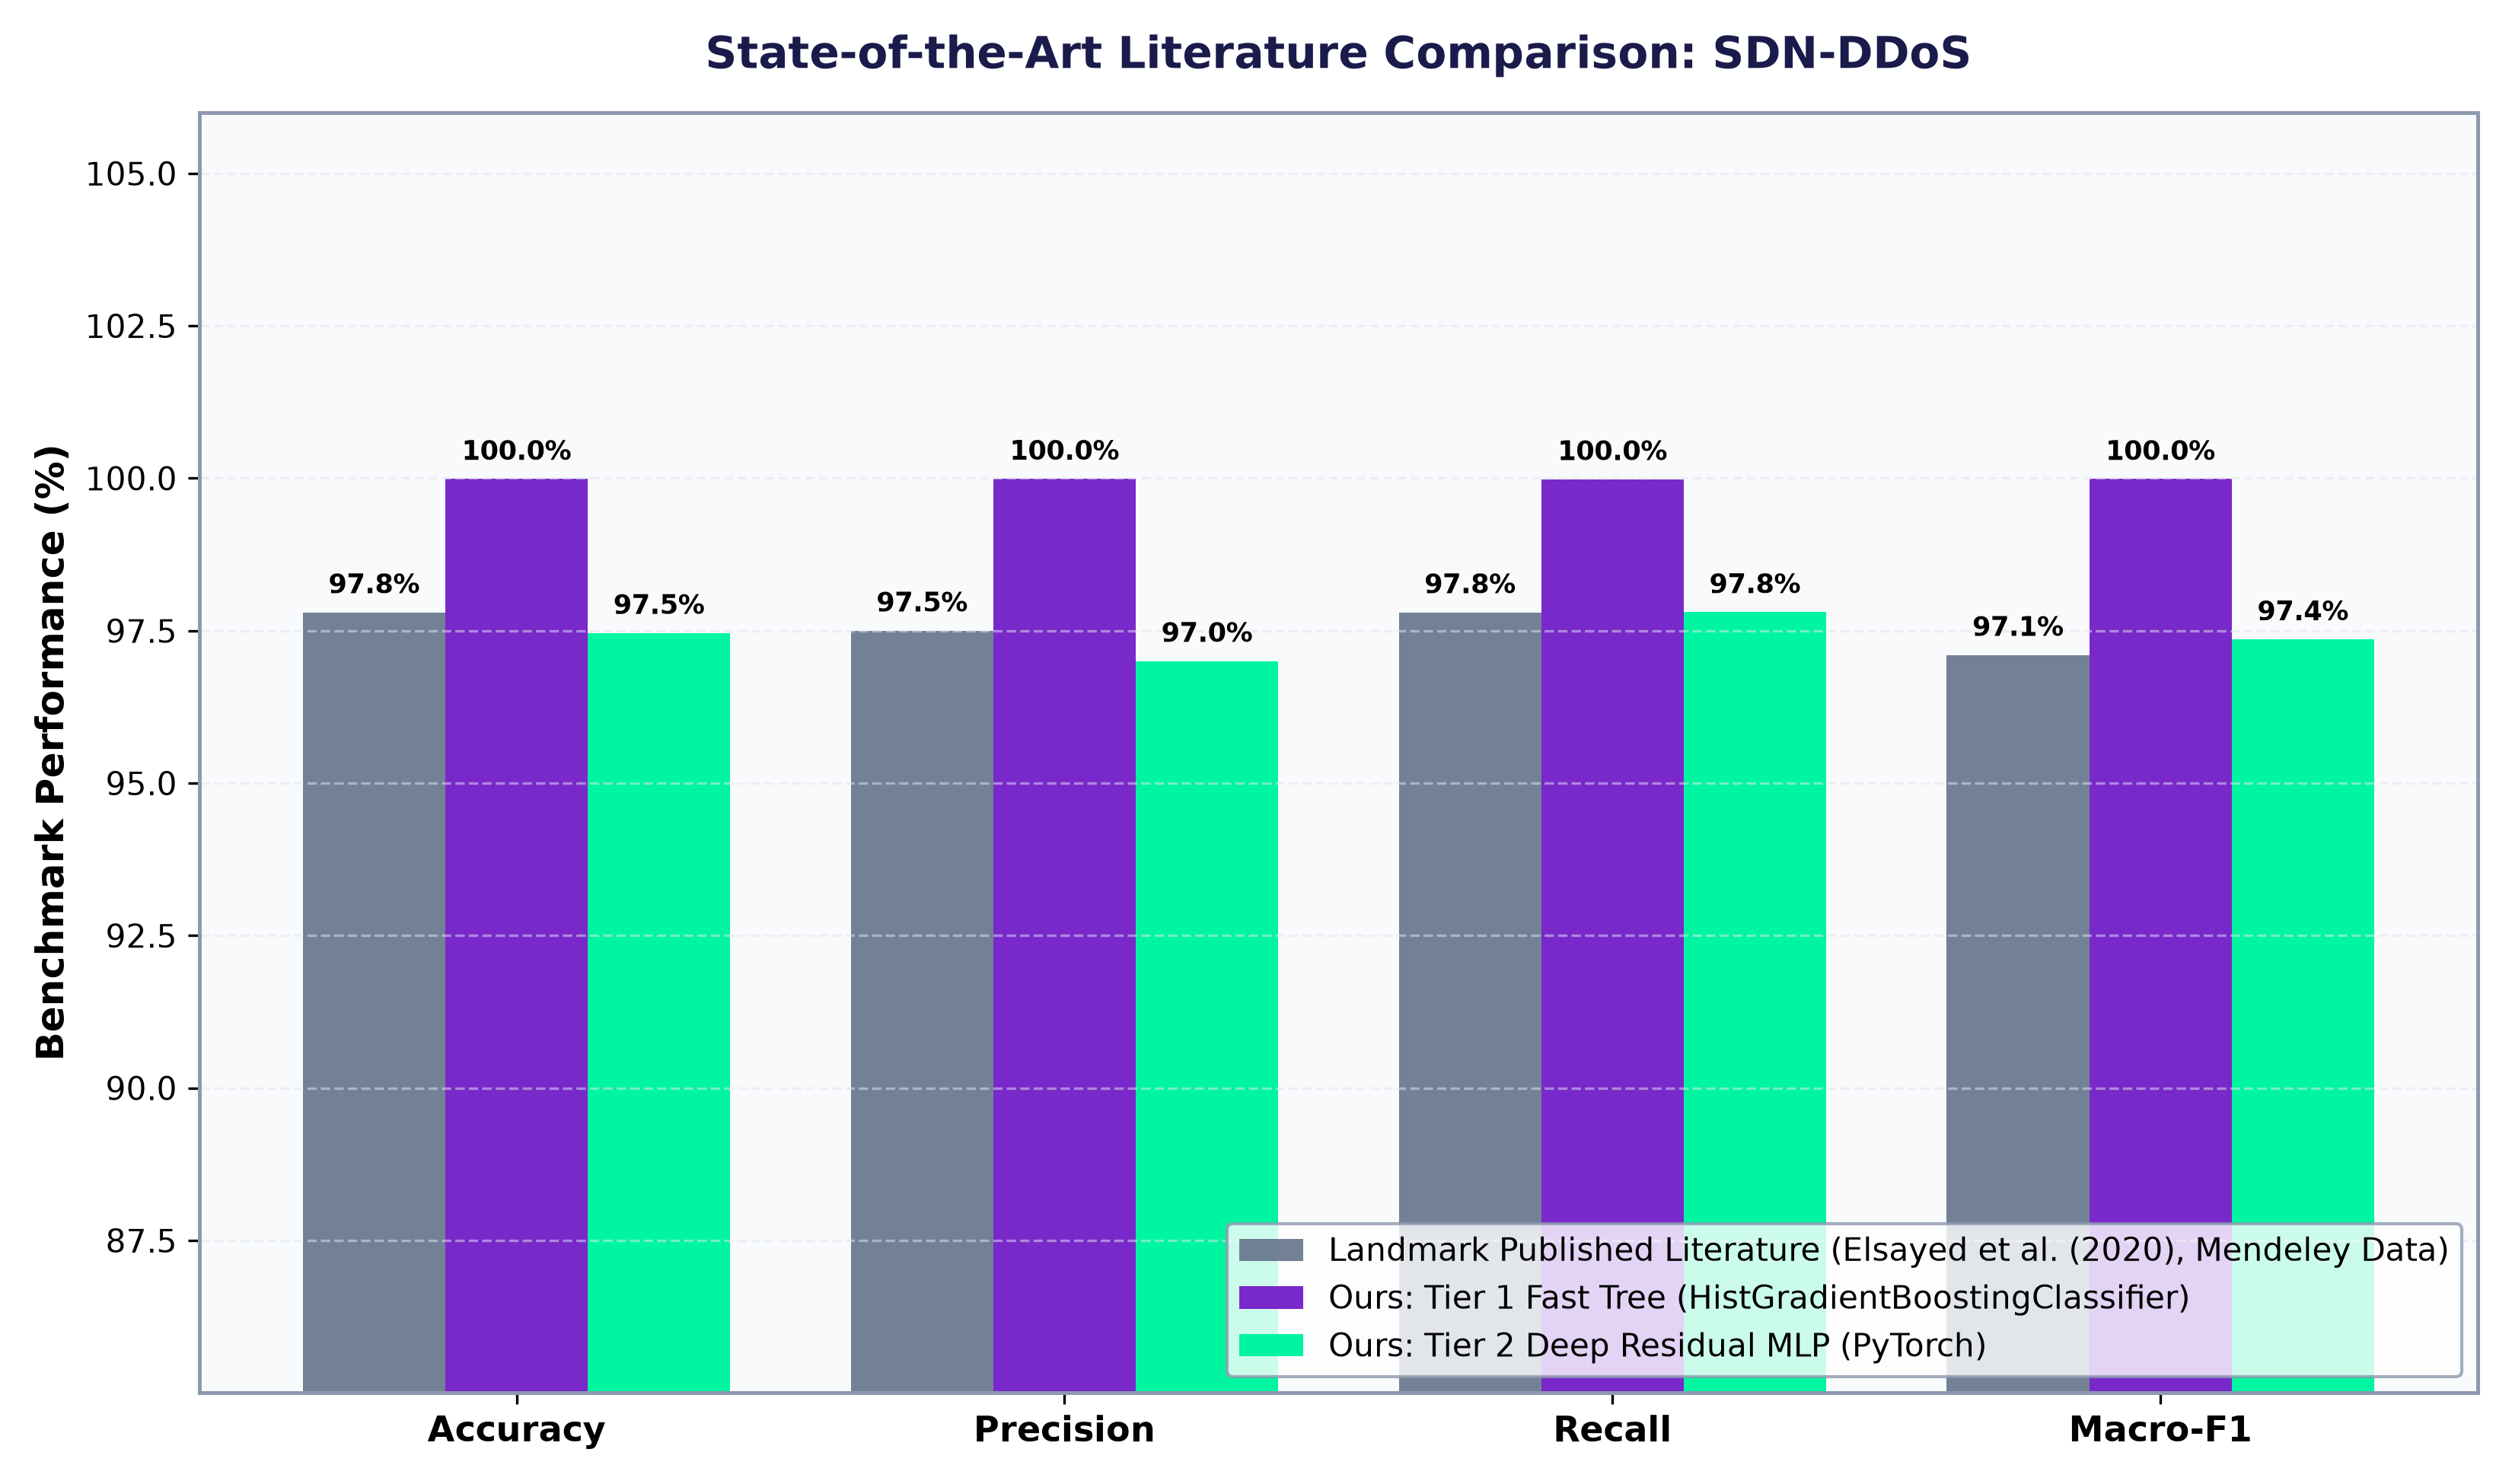 State-of-the-Art Literature Comparison: SDN-DDoS
Benchmark Performance (%)
105.0
102.5
100.0
97.5
95.0
92.5
90.0
87.5
97.8%
100.0%
97.5%
97.5%
100.0%
97.0%
97.8%
100.0%
97.8%
97.1%
100.0%
97.4%
Landmark Published Literature (Elsayed et al. (2020), Mendeley Data)
Ours: Tier 1 Fast Tree (HistGradientBoostingClassifier)
Ours: Tier 2 Deep Residual MLP (PyTorch)
Accuracy
Precision
Recall
Macro-F1